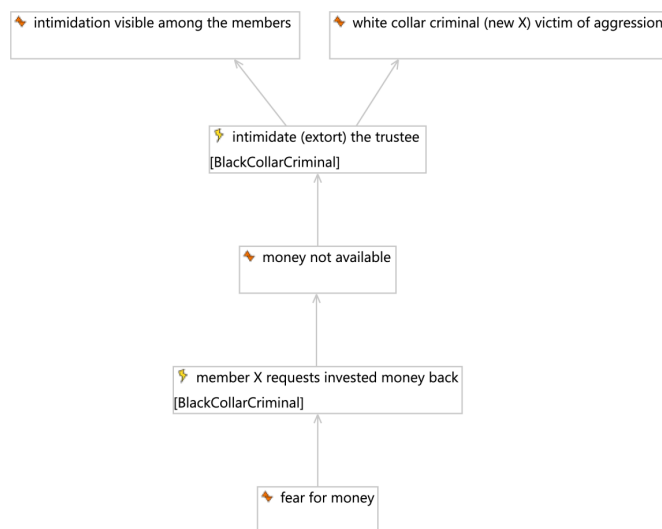 intimidation visible among the members
white collar criminal (new X) victim of aggression
intimidate (extort) the trustee
[BlackCollarCriminal]
money not available
member X requests invested money back
[BlackCollarCriminal]
fear for money